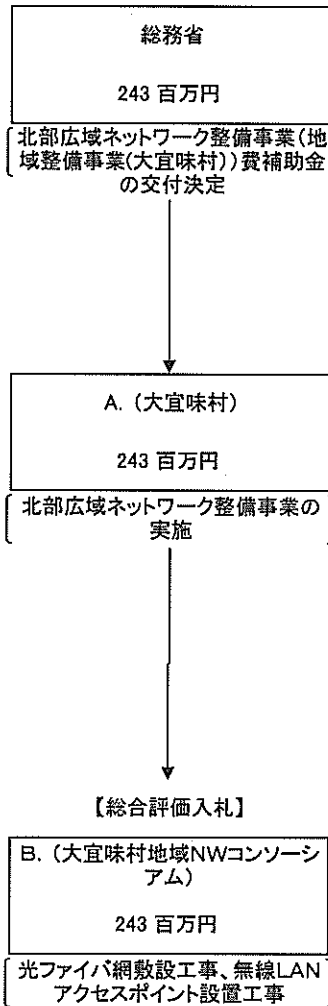 総務省
243 百万円
北部広域ネットワーク整備事業(地
域整備事業(大宜味村))費補助金
の交付決定
A. (大宜味村)
243 百万円
北部広域ネットワーク整備事業の
実施
【総合評価入札】
B. (大宜味村地域NWコンソーシ
アム)
243 百万円
光ファイバ網敷設工事、無線LAN
アクセスポイント設置工事